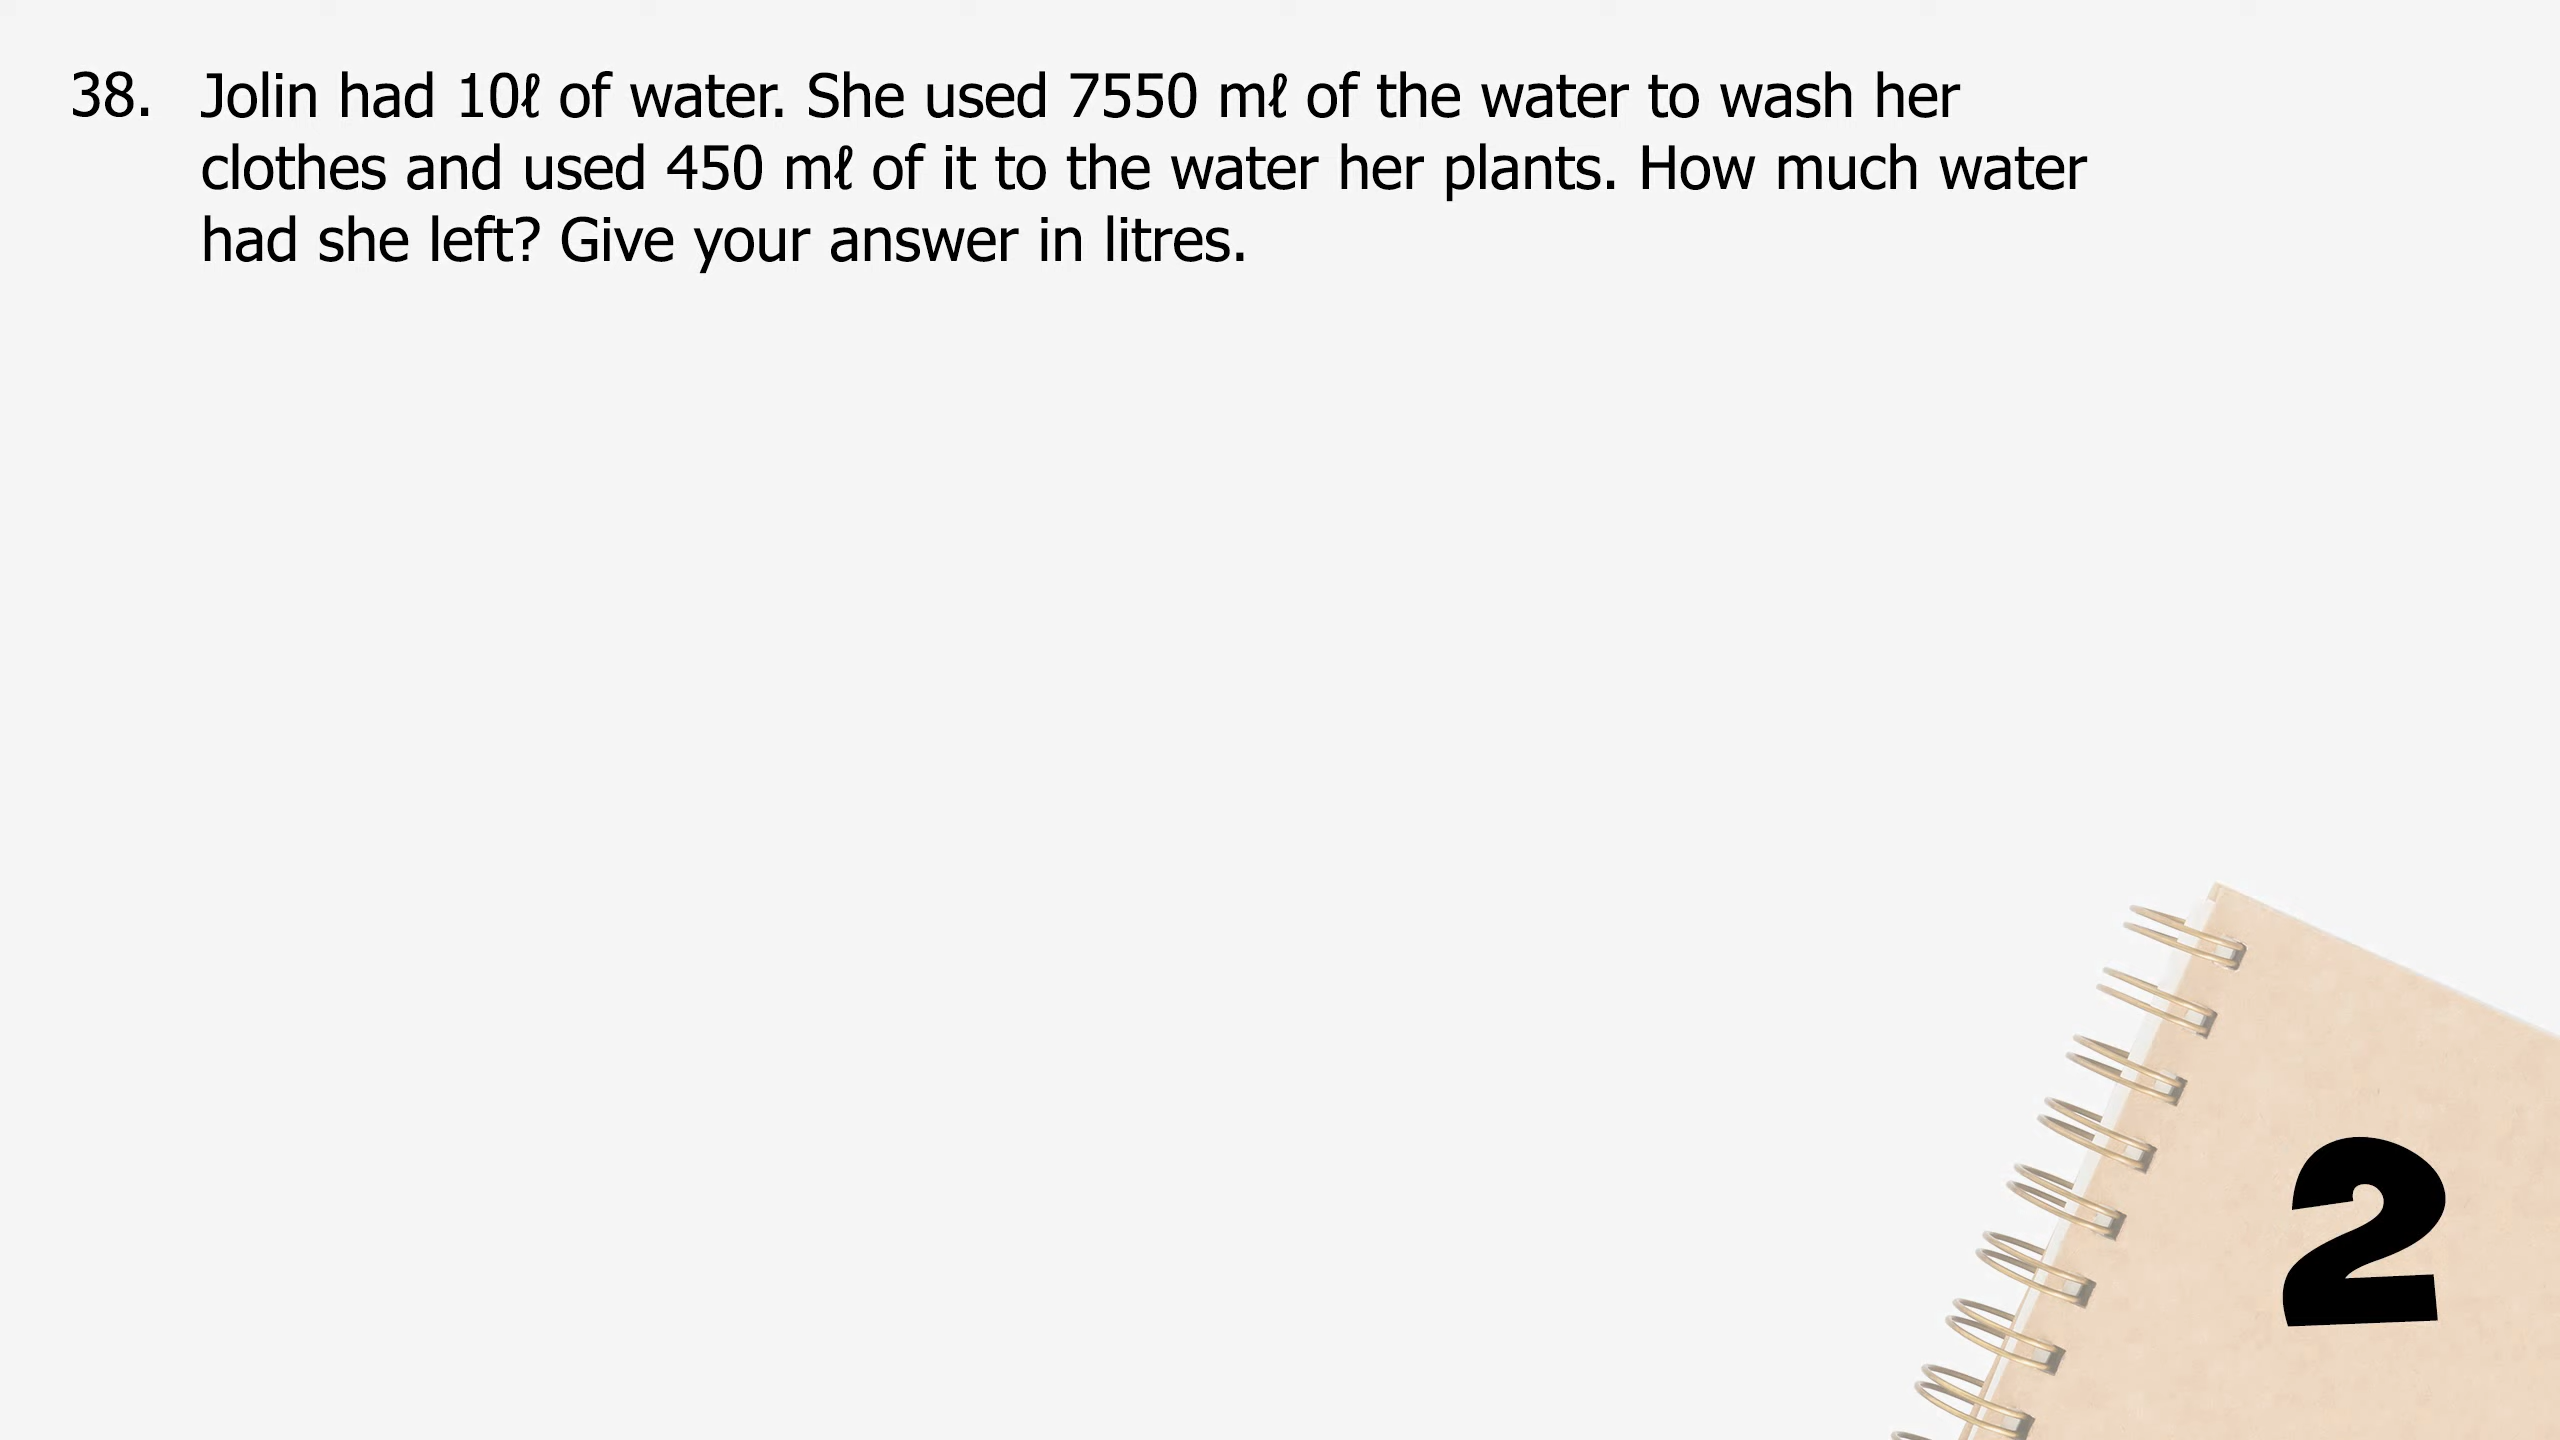 38. Jolin had 10ℓ of water. She used 7550 mℓ of the water to wash her
clothes and used 450 mℓ of it to the water her plants. How much water
had she left? Give your answer in litres.
2